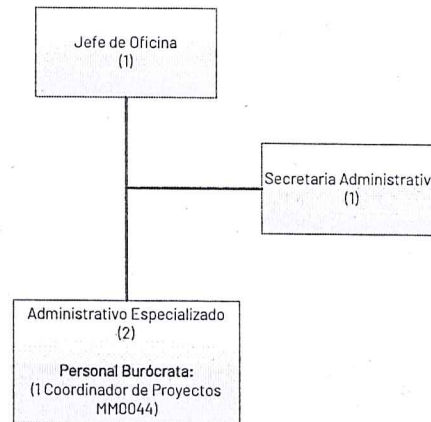 Jefe de Oficina
(1)
Secretaria Administrativ
(1)
Administrativo Especializado
(2)
Personal Burócrata:
(1 Coordinador de Proyectos
MM0044)